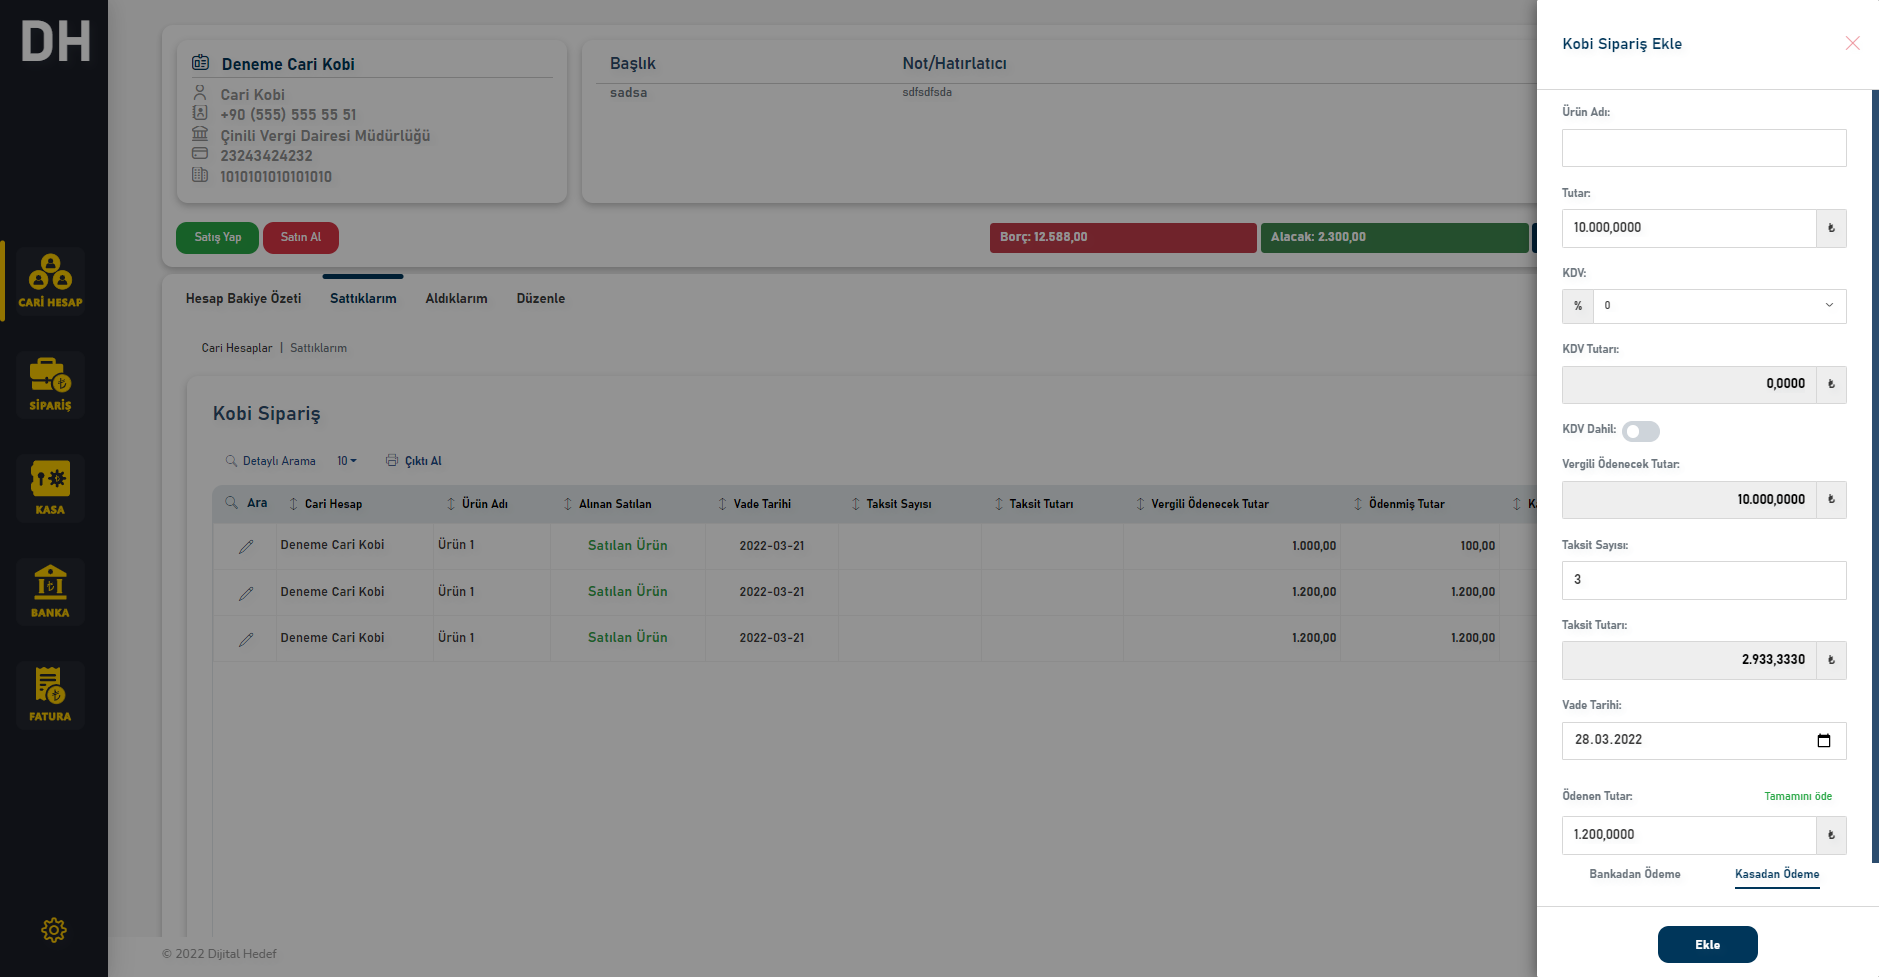 DH
CARİ HESAP
SİPARİŞ
KASA
BANKA
FATURA
Deneme Cari Kobi
Cari Kobi
+90 (555) 555 55 51
Çinili Vergi Dairesi Müdürlüğü
23243424232
1010101010101010
Başlık Not/Hatırlatıcı
sadsa sdfsdfsda
Satış Yap Satın Al Borç: 12.588,00 Alacak: 2.300,00
Hesap Bakiye Özeti Sattıklarım Aldıklarım Düzenle
Cari Hesaplar | Sattıklarım
Kobi Sipariş
Detaylı Arama 10 Çıktı Al
Ara Cari Hesap Ürün Adı Alınan Satılan Vade Tarihi Taksit Sayısı Taksit Tutarı Vergili Ödenecek Tutar Ödenmiş Tutar
Deneme Cari Kobi Ürün 1 Satılan Ürün 2022-03-21 1.000,00 100,00
Deneme Cari Kobi Ürün 1 Satılan Ürün 2022-03-21 1.200,00 1.200,00
Deneme Cari Kobi Ürün 1 Satılan Ürün 2022-03-21 1.200,00 1.200,00
© 2022 Dijital Hedef
Kobi Sipariş Ekle
Ürün Adı:
Tutar:
10.000,0000 ₺
KDV:
% 0
KDV Tutarı:
0,0000 ₺
KDV Dahil:
Vergili Ödenecek Tutar:
10.000,0000 ₺
Taksit Sayısı:
3
Taksit Tutarı:
2.933,3330 ₺
Vade Tarihi:
28.03.2022
Ödenen Tutar: Tamamını öde
1.200,0000 ₺
Bankadan Ödeme Kasadan Ödeme
Ekle